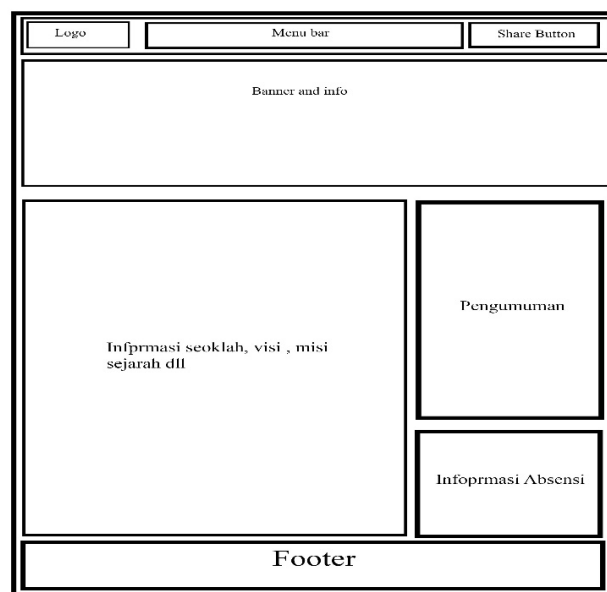 Logo
Menu bar
Share Button
Banner and info
Infprmasi seoklah, visi , misi
sejarah dll
Pengumuman
Infoprmasi Absensi
Footer